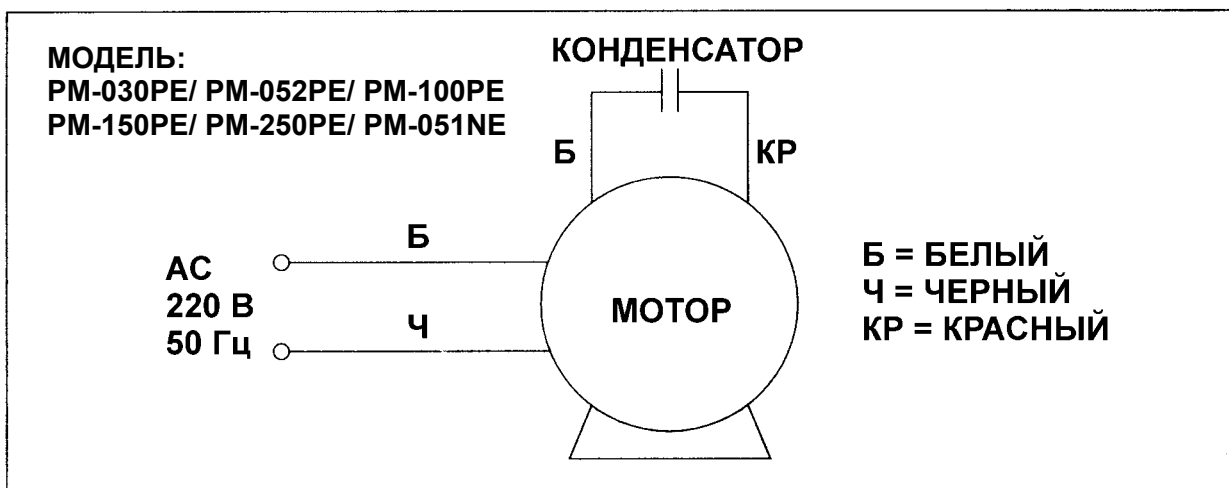 МОДЕЛЬ:
PM-030PE/ PM-052PE/ PM-100PE
PM-150PE/ PM-250PE/ PM-051NE
КОНДЕНСАТОР
Б
КР
Б
АС
220 В
50 Гц
Ч
МОТОР
Б = БЕЛЫЙ
Ч = ЧЕРНЫЙ
КР = КРАСНЫЙ